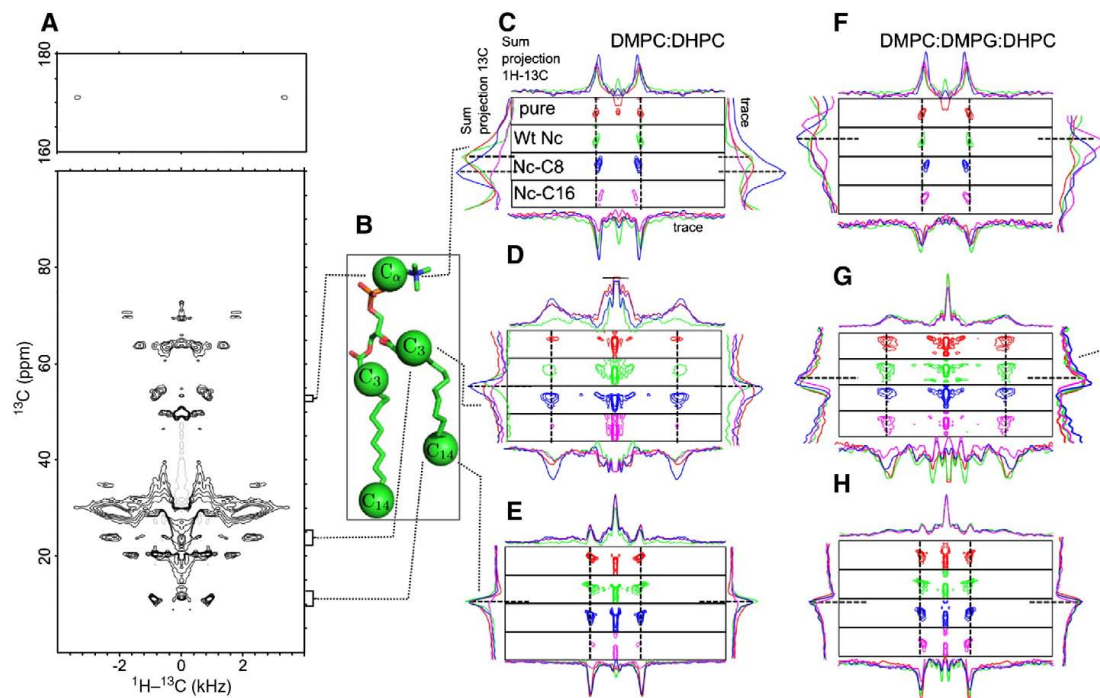 A
180
160
80
60
40
20
13C (ppm)
-2 0 2
1H–13C (kHz)
B
Cα
C3
C3
C14
C14
C
Sum projection 1H-13C
DMPC:DHPC
Sum projection 13C
trace
pure
Wt Nc
Nc-C8
Nc-C16
trace
D
E
F
DMPC:DMPG:DHPC
G
H